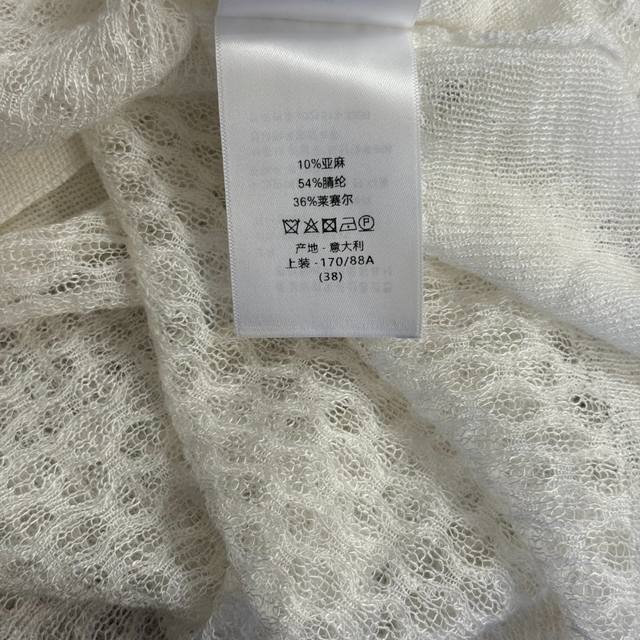 10%亚麻
54%腈纶
36%莱赛尔
产地 - 意大利
上装 - 170/88A
(38)